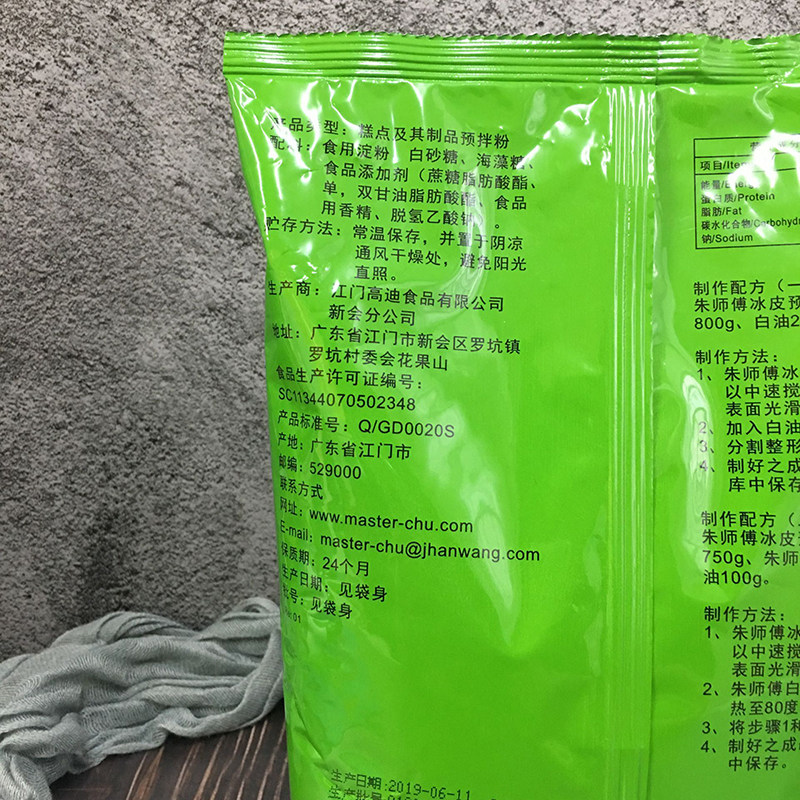 产品类型：糕点及其制品预拌粉
配料：食用淀粉、白砂糖、海藻糖、
食品添加剂（蔗糖脂肪酸酯、
单，双甘油脂肪酸酯、食品
用香精、脱氢乙酸钠）。
贮存方法：常温保存，并置于阴凉
通风干燥处，避免阳光
直照。
生产商：江门高迪食品有限公司
新会分公司
地址：广东省江门市新会区罗坑镇
罗坑村委会花果山
食品生产许可证编号：
SC11344070502348
产品标准号：Q/GD0020S
产地：广东省江门市
邮编：529000
联系方式
网址：www.master-chu.com
E-mail：master-chu@jhanwang.com
保质期：24个月
生产日期：见袋身
批号：见袋身
生产日期:2019-06-11
生产批号
项目/Item
能量/Energy
蛋白质/Protein
脂肪/Fat
碳水化合物/Carbohydr
钠/Sodium
制作配方（一
朱师傅冰皮预
800g、白油2
制作方法：
1、朱师傅冰
以中速搅
表面光滑
2、加入白油
3、分割整形
4、制好之成
库中保存
制作配方（
朱师傅冰皮
750g、朱师
油100g。
制作方法：
1、朱师傅冰
以中速搅
表面光滑
2、朱师傅白
热至80度
3、将步骤1和
4、制好之成
中保存。